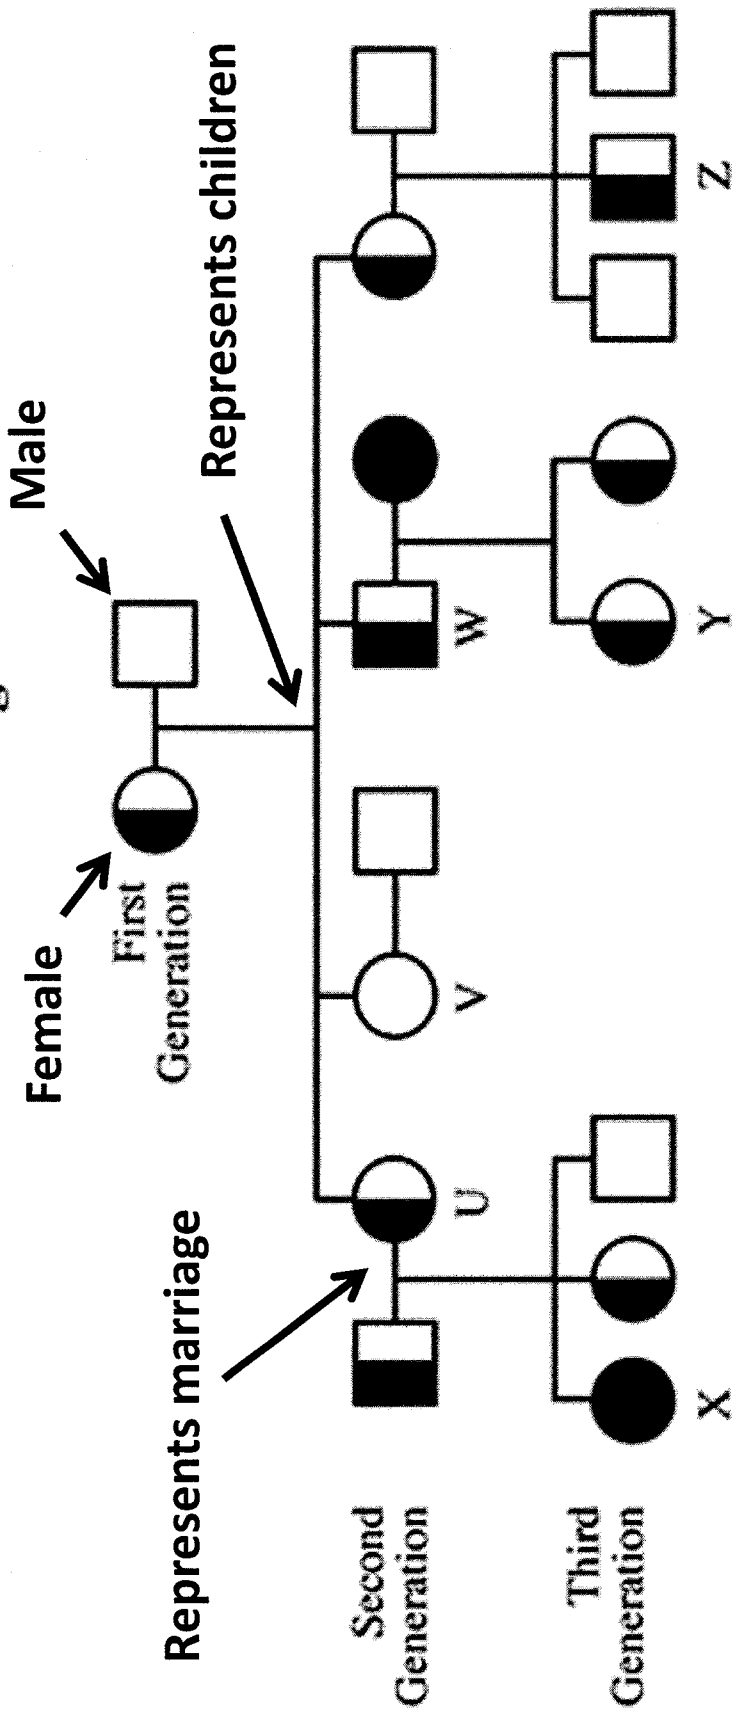 Male
Female
First
Generation
Represents children
Represents marriage
Second
Generation
U
V
W
Third
Generation
X
Y
Z